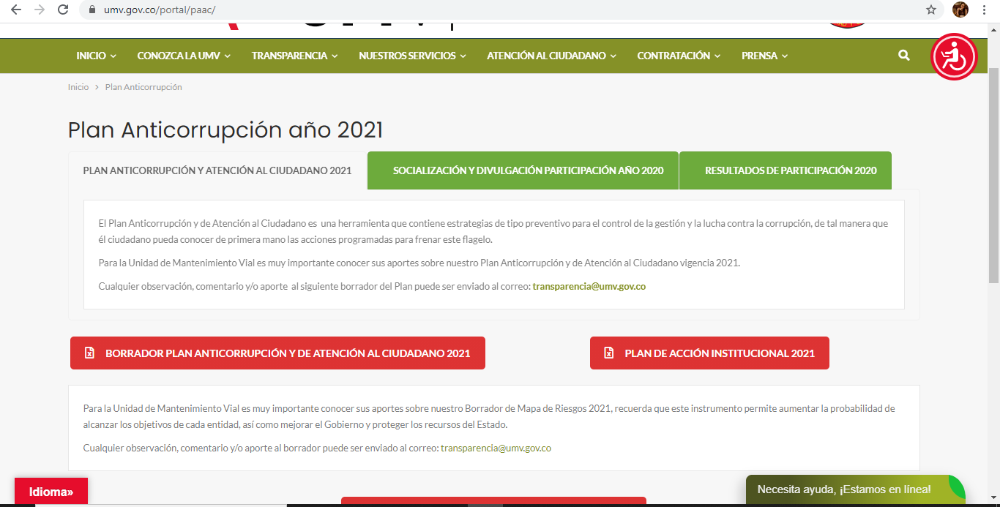 umv.gov.co/portal/paac/
INICIO CONOZCA LA UMV TRANSPARENCIA NUESTROS SERVICIOS ATENCIÓN AL CIUDADANO CONTRATACIÓN PRENSA
Inicio > Plan Anticorrupción
Plan Anticorrupción año 2021
PLAN ANTICORRUPCIÓN Y ATENCIÓN AL CIUDADANO 2021 SOCIALIZACIÓN Y DIVULGACIÓN PARTICIPACIÓN AÑO 2020 RESULTADOS DE PARTICIPACIÓN 2020
El Plan Anticorrupción y de Atención al Ciudadano es una herramienta que contiene estrategias de tipo preventivo para el control de la gestión y la lucha contra la corrupción, de tal manera que
él ciudadano pueda conocer de primera mano las acciones programadas para frenar este flagelo.
Para la Unidad de Mantenimiento Vial es muy importante conocer sus aportes sobre nuestro Plan Anticorrupción y de Atención al Ciudadano vigencia 2021.
Cualquier observación, comentario y/o aporte al siguiente borrador del Plan puede ser enviado al correo: transparencia@umv.gov.co
BORRADOR PLAN ANTICORRUPCIÓN Y DE ATENCIÓN AL CIUDADANO 2021 PLAN DE ACCIÓN INSTITUCIONAL 2021
Para la Unidad de Mantenimiento Vial es muy importante conocer sus aportes sobre nuestro Borrador de Mapa de Riesgos 2021, recuerda que este instrumento permite aumentar la probabilidad de
alcanzar los objetivos de cada entidad, así como mejorar el Gobierno y proteger los recursos del Estado.
Cualquier observación, comentario y/o aporte al borrador puede ser enviado al correo: transparencia@umv.gov.co
Idioma» Necesita ayuda, ¡Estamos en línea!